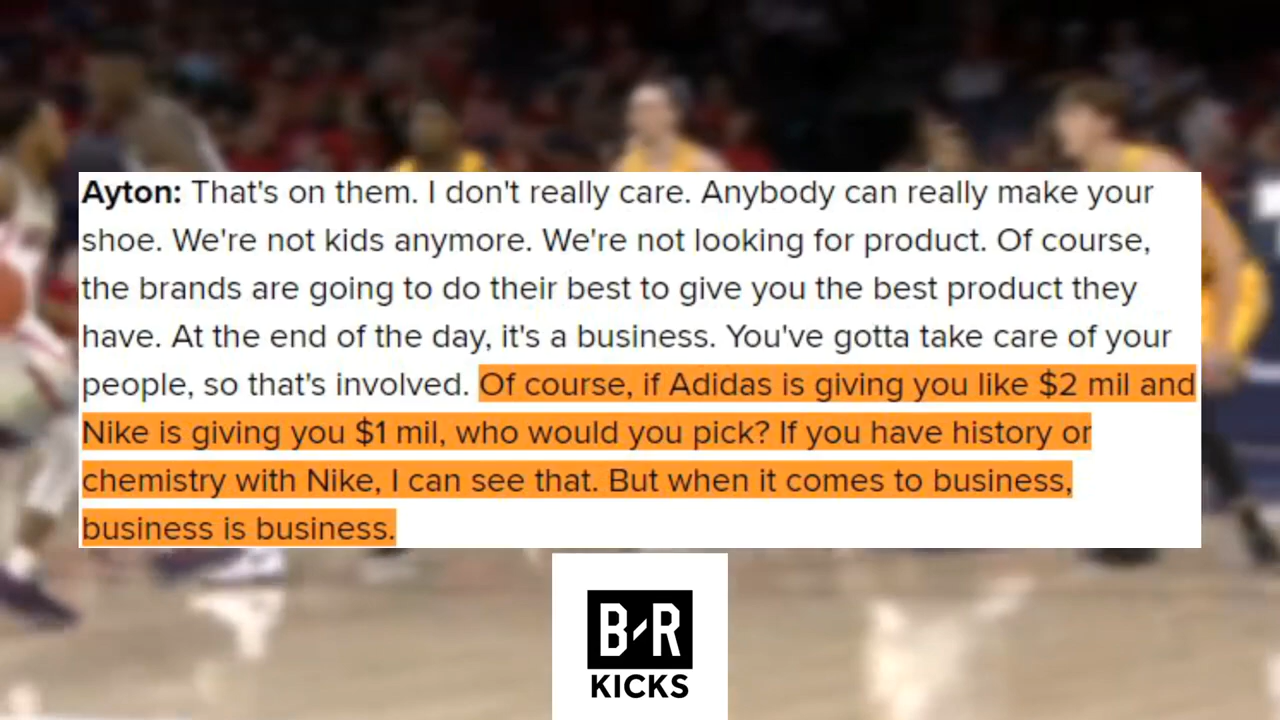 Ayton: That's on them. I don't really care. Anybody can really make your
shoe. We're not kids anymore. We're not looking for product. Of course,
the brands are going to do their best to give you the best product they
have. At the end of the day, it's a business. You've gotta take care of your
people, so that's involved. Of course, if Adidas is giving you like $2 mil and
Nike is giving you $1 mil, who would you pick? If you have history or
chemistry with Nike, I can see that. But when it comes to business,
business is business.
B/R
KICKS